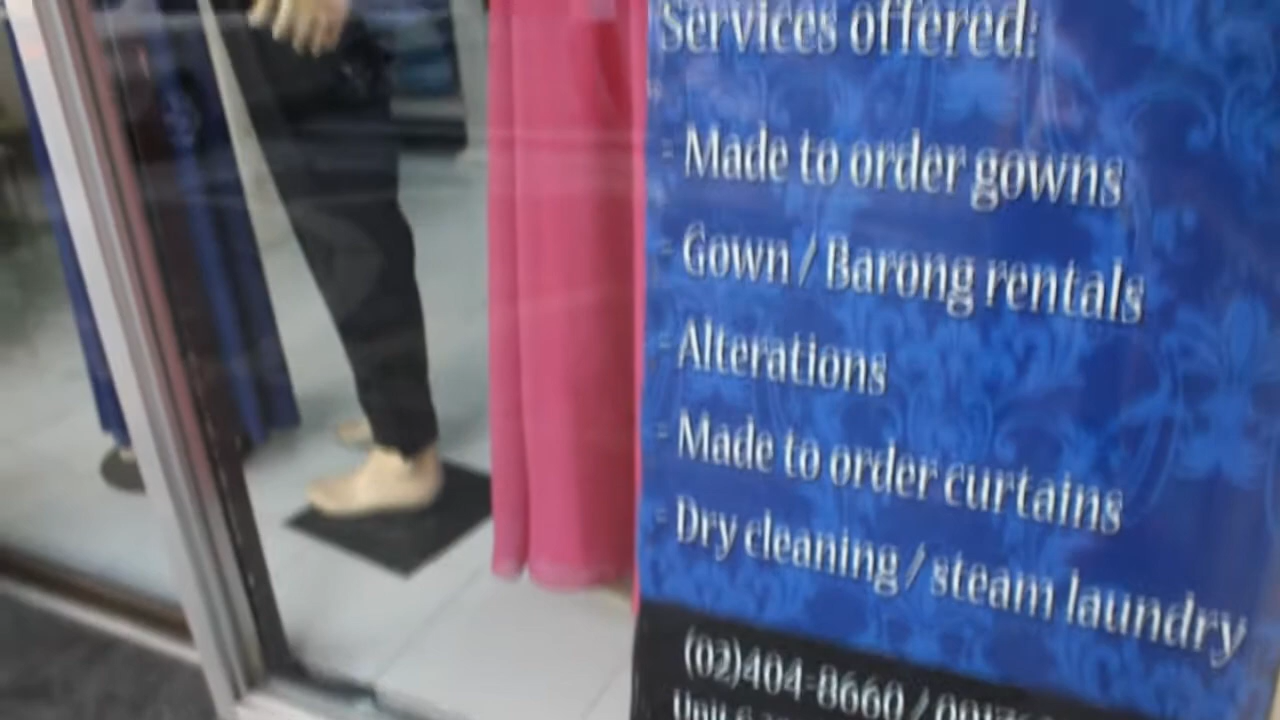 Services offered:
- Made to order gowns
- Gown / Barong rentals
- Alterations
- Made to order curtains
- Dry cleaning / steam laundry
(02)404-8660 /
Unit